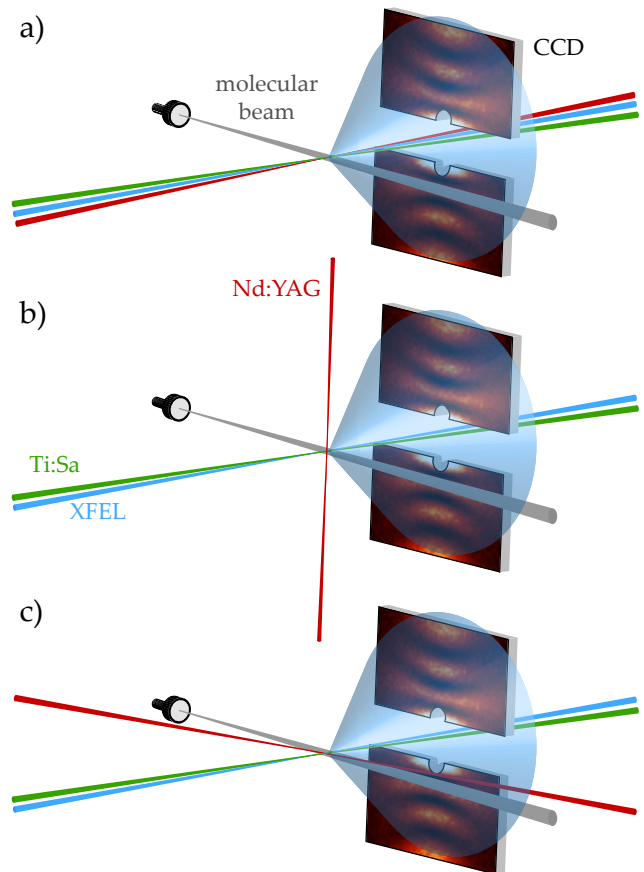 a)
CCD
molecular
beam
Nd:YAG
b)
Ti:Sa
XFEL
c)